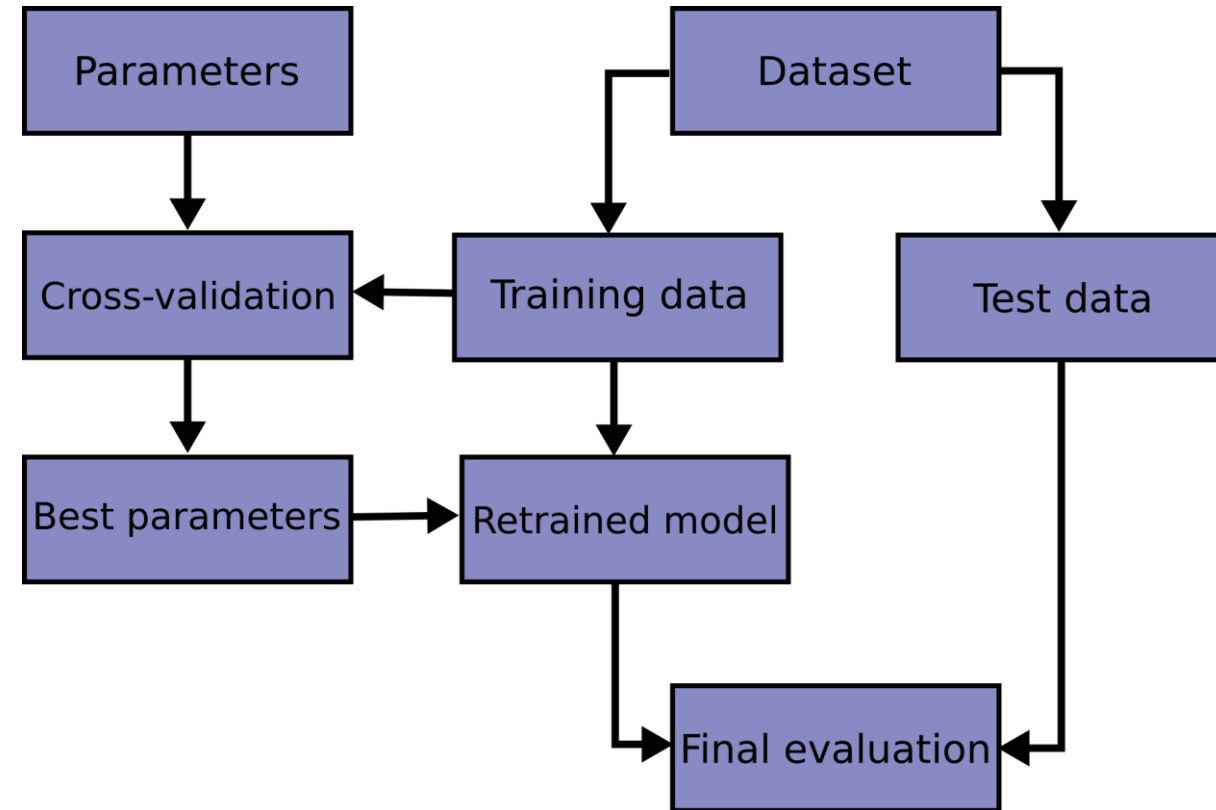 Parameters
Dataset
Cross-validation
Training data
Test data
Best parameters
Retrained model
Final evaluation